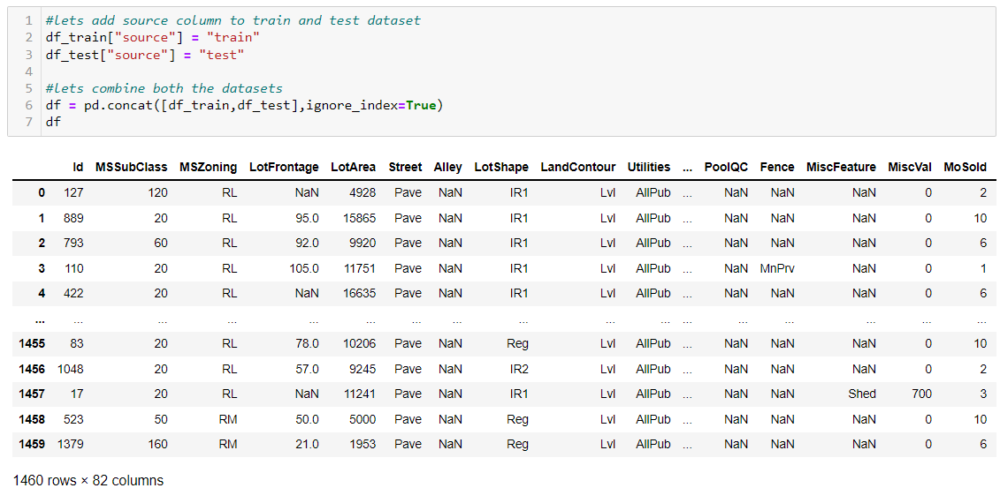 1 #lets add source column to train and test dataset
2 df_train["source"] = "train"
3 df_test["source"] = "test"
4
5 #lets combine both the datasets
6 df = pd.concat([df_train,df_test],ignore_index=True)
7 df
Id MSSubClass MSZoning LotFrontage LotArea Street Alley LotShape LandContour Utilities ... PoolQC Fence MiscFeature MiscVal MoSold
0 127 120 RL NaN 4928 Pave NaN IR1 Lvl AllPub ... NaN NaN NaN 0 2
1 889 20 RL 95.0 15865 Pave NaN IR1 Lvl AllPub ... NaN NaN NaN 0 10
2 793 60 RL 92.0 9920 Pave NaN IR1 Lvl AllPub ... NaN NaN NaN 0 6
3 110 20 RL 105.0 11751 Pave NaN IR1 Lvl AllPub ... NaN MnPrv NaN 0 1
4 422 20 RL NaN 16635 Pave NaN IR1 Lvl AllPub ... NaN NaN NaN 0 6
... ... ... ... ... ... ... ... ... ... ... ... ... ... ... ... ...
1455 83 20 RL 78.0 10206 Pave NaN Reg Lvl AllPub ... NaN NaN NaN 0 10
1456 1048 20 RL 57.0 9245 Pave NaN IR2 Lvl AllPub ... NaN NaN NaN 0 2
1457 17 20 RL NaN 11241 Pave NaN IR1 Lvl AllPub ... NaN NaN Shed 700 3
1458 523 50 RM 50.0 5000 Pave NaN Reg Lvl AllPub ... NaN NaN NaN 0 10
1459 1379 160 RM 21.0 1953 Pave NaN Reg Lvl AllPub ... NaN NaN NaN 0 6
1460 rows × 82 columns